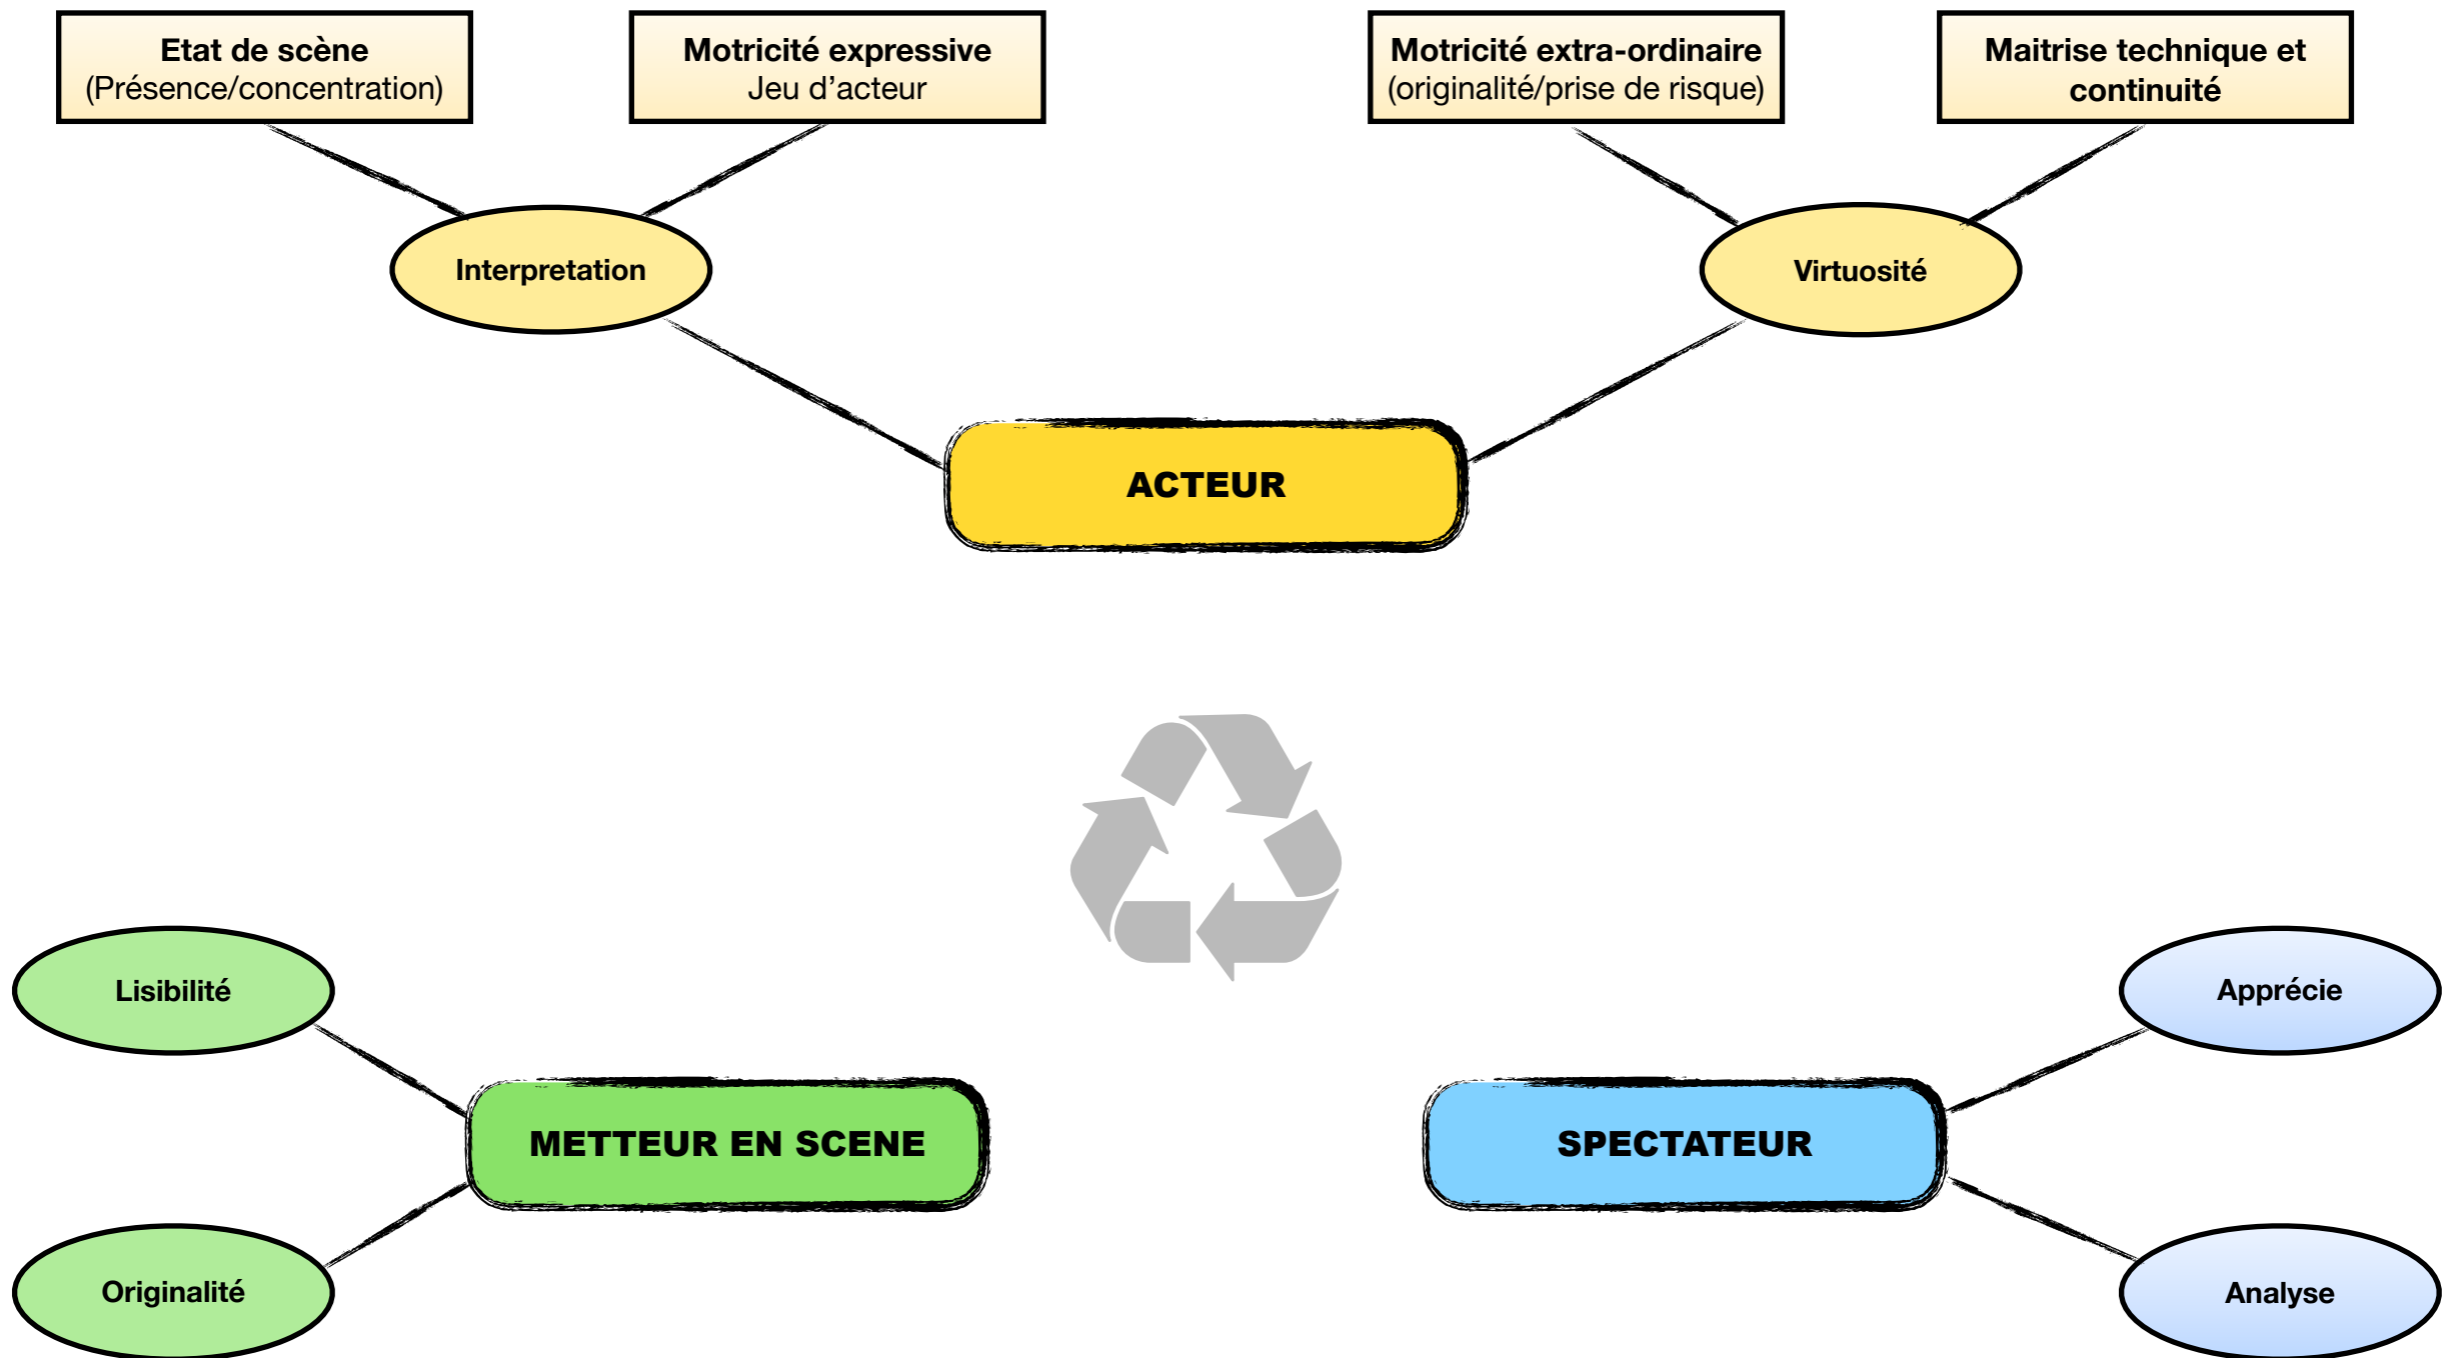 Etat de scène
(Présence/concentration)
Motricité expressive
Jeu d'acteur
Motricité extra-ordinaire
(originalité/prise de risque)
Maitrise technique et
continuité
Interpretation
Virtuosité
ACTEUR
Lisibilité
Apprécie
METTEUR EN SCENE
SPECTATEUR
Originalité
Analyse